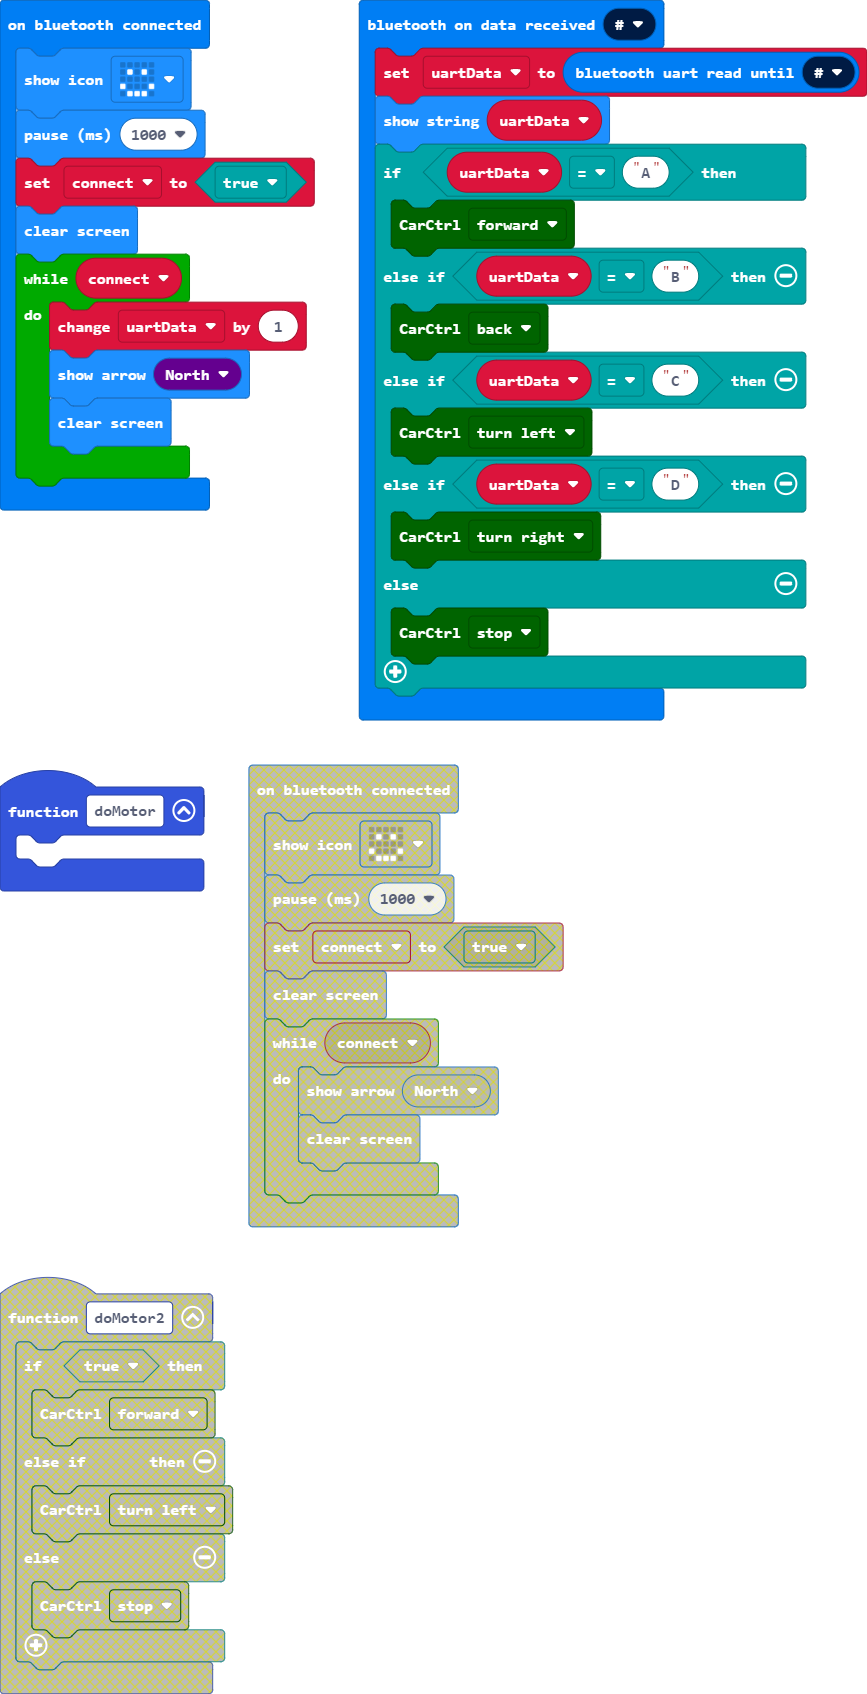 on bluetooth connected
show icon
pause (ms) 1000
set connect to true
clear screen
while connect
do
change uartData by 1
show arrow North
clear screen
bluetooth on data received #
set uartData to bluetooth uart read until #
show string uartData
if uartData = "A" then
CarCtrl forward
else if uartData = "B" then
CarCtrl back
else if uartData = "C" then
CarCtrl turn left
else if uartData = "D" then
CarCtrl turn right
else
CarCtrl stop
function doMotor
on bluetooth connected
show icon
pause (ms) 1000
set connect to true
clear screen
while connect
do
show arrow North
clear screen
function doMotor2
if true then
CarCtrl forward
else if then
CarCtrl turn left
else
CarCtrl stop